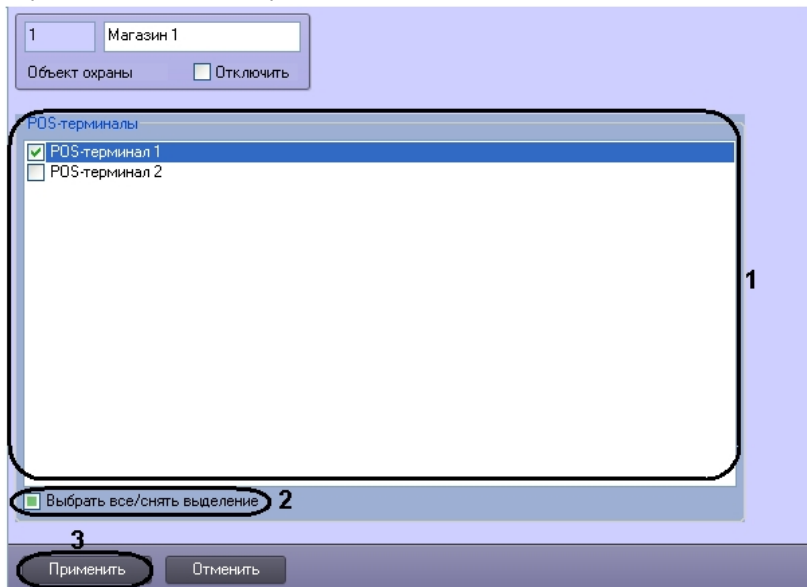 1 Магазин 1
Объект охраны Отключить
POS-терминалы
POS-терминал 1
POS-терминал 2
1
Выбрать все/снять выделение 2
3
Применить Отменить